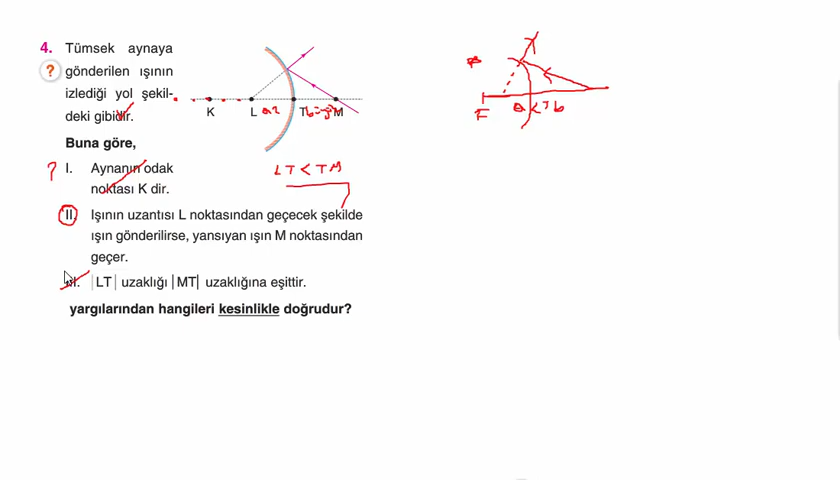 4. Tümsek aynaya
? gönderilen ışının
izlediği yol şekil-
deki gibidir.
Buna göre,
K L az T büyük M
LT < TM
? I. Aynanın odak
noktası K dir.
II. Işının uzantısı L noktasından geçecek şekilde
ışın gönderilirse, yansıyan ışın M noktasından
geçer.
III. |LT| uzaklığı |MT| uzaklığına eşittir.
yargılarından hangileri kesinlikle doğrudur?
F a < b